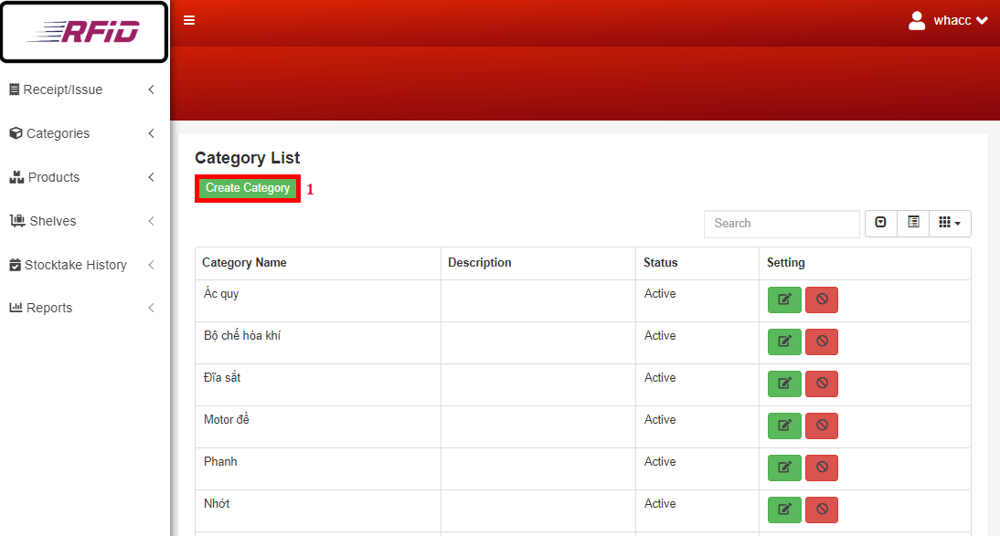 RFiD
whacc
Receipt/Issue
Categories
Products
Shelves
Stocktake History
Reports
Category List
Create Category 1
Search
Category Name Description Status Setting
Ác quy Active
Bộ chế hòa khí Active
Đĩa sắt Active
Motor đề Active
Phanh Active
Nhớt Active